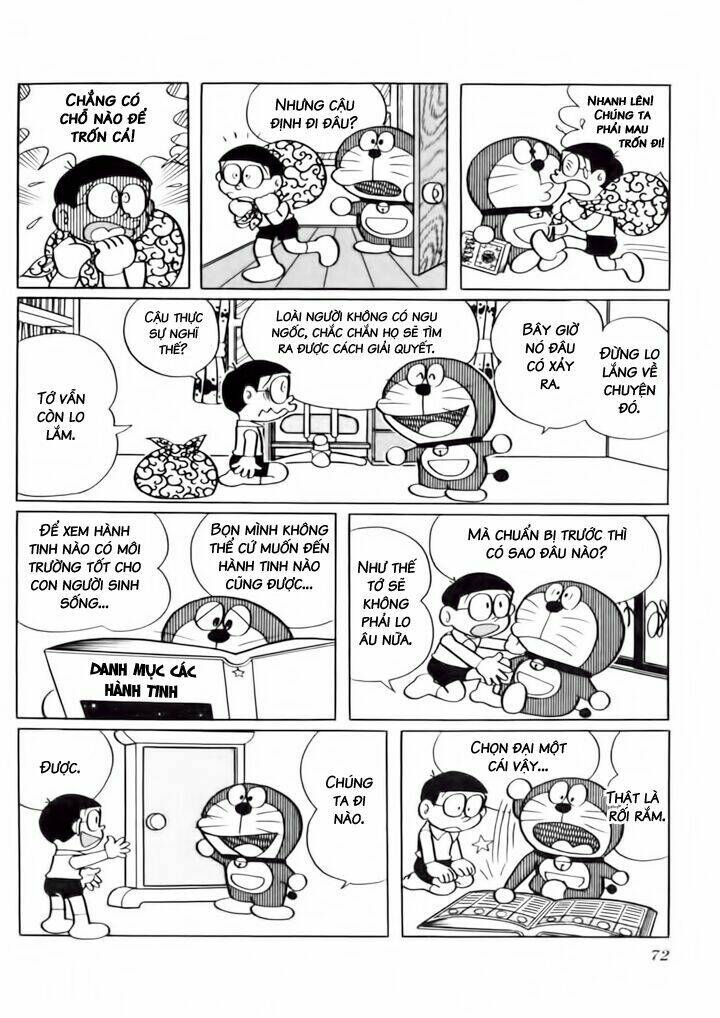 NHANH LÊN!
CHÚNG TA
PHẢI MAU
TRỐN ĐI!
NHƯNG CẬU
ĐỊNH ĐI ĐÂU?
CHẲNG CÓ
CHỖ NÀO ĐỂ
TRỐN CẢ!
ĐỪNG LO
LẮNG VỀ
CHUYỆN
ĐÓ.
BÂY GIỜ
NÓ ĐÂU
CÓ XẢY
RA.
LOÀI NGƯỜI KHÔNG CÓ NGU
NGỐC, CHẮC CHẮN HỌ SẼ TÌM
RA ĐƯỢC CÁCH GIẢI QUYẾT.
CẬU THỰC
SỰ NGHĨ
THẾ?
TỚ VẪN
CÒN LO
LẮM.
MÀ CHUẨN BỊ TRƯỚC THÌ
CÓ SAO ĐÂU NÀO?
NHƯ THẾ
TỚ SẼ
KHÔNG
PHẢI LO
ÂU NỮA.
BỌN MÌNH KHÔNG
THỂ CỨ MUỐN ĐẾN
HÀNH TINH NÀO
CŨNG ĐƯỢC...
ĐỂ XEM HÀNH
TINH NÀO CÓ MÔI
TRƯỜNG TỐT CHO
CON NGƯỜI SINH
SỐNG...
DANH MỤC CÁC
HÀNH TINH
THẬT LÀ
RỐI RẮM.
CHỌN ĐẠI MỘT
CÁI VẬY...
CHÚNG
TA ĐI
NÀO.
ĐƯỢC.
72